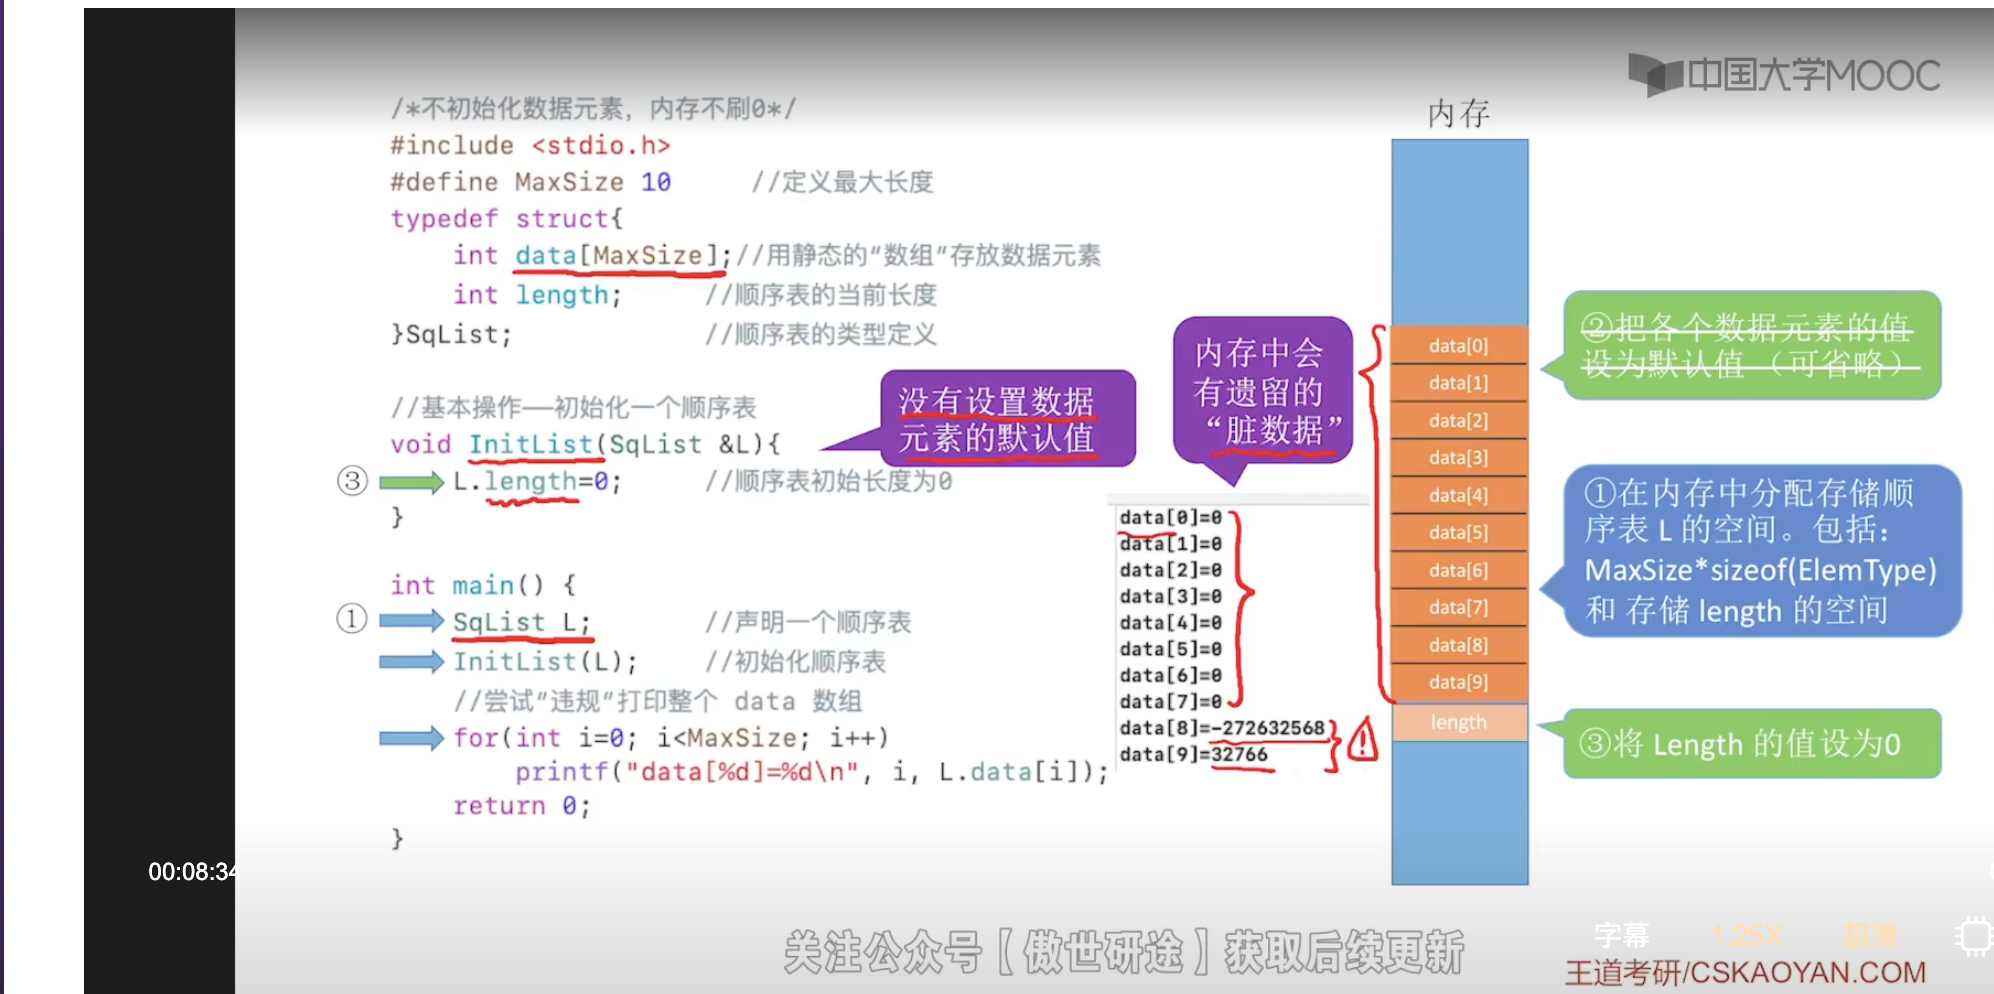 中国大学MOOC
/*不初始化数据元素，内存不刷0*/
#include <stdio.h>
#define MaxSize 10 //定义最大长度
typedef struct{
int data[MaxSize];//用静态的“数组”存放数据元素
int length; //顺序表的当前长度
}SqList; //顺序表的类型定义
//基本操作——初始化一个顺序表
void InitList(SqList &L){
③ L.length=0; //顺序表初始长度为0
}
int main() {
① SqList L; //声明一个顺序表
InitList(L); //初始化顺序表
//尝试“违规”打印整个 data 数组
for(int i=0; i<MaxSize; i++)
printf("data[%d]=%d\n", i, L.data[i]);
return 0;
}
没有设置数据
元素的默认值
内存中会
有遗留的
“脏数据”
data[0]=0
data[1]=0
data[2]=0
data[3]=0
data[4]=0
data[5]=0
data[6]=0
data[7]=0
data[8]=-272632568
data[9]=32766
内存
data[0]
data[1]
data[2]
data[3]
data[4]
data[5]
data[6]
data[7]
data[8]
data[9]
length
②把各个数据元素的值
设为默认值（可省略）
①在内存中分配存储顺
序表 L 的空间。包括：
MaxSize*sizeof(ElemType)
和 存储 length 的空间
③将 Length 的值设为0
00:08:34
关注公众号【傲世研途】获取后续更新
字幕 1.25X 超清
王道考研/CSKAOYAN.COM